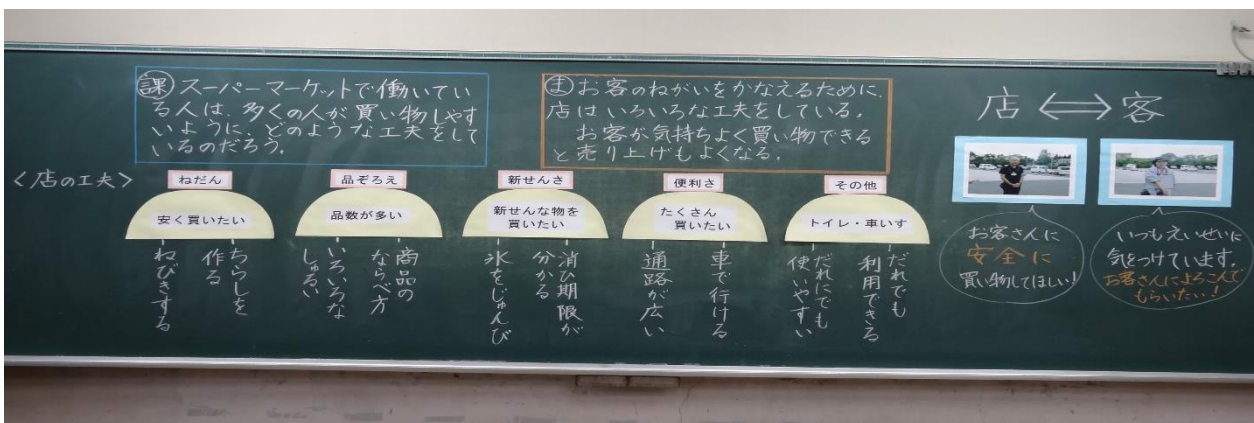 課 スーパーマーケットで働いてい
る人は、多くの人が買い物しやす
いように、どのような工夫をして
いるのだろう。
ま お客のねがいをかなえるために、
店はいろいろな工夫をしている。
お客が気持ちよく買い物できる
と売り上げもよくなる。
<店の工夫>
ねだん
安く買いたい
ちらしを
作る
ねびきする
品ぞろえ
品数が多い
商品の
ならべ方
いろいろな
しゅるい
新せんさ
新せんな物を
買いたい
消ひ期限が
分かる
氷をじゅんび
便利さ
たくさん
買いたい
車で行ける
通路が広い
その他
トイレ・車いす
だれでも
利用できる
だれにでも
使いやすい
店 ⟺ 客
お客さんに
安全に
買い物してほしい!
いつもえいせいに
気をつけています。
お客さんによろこんで
もらいたい!